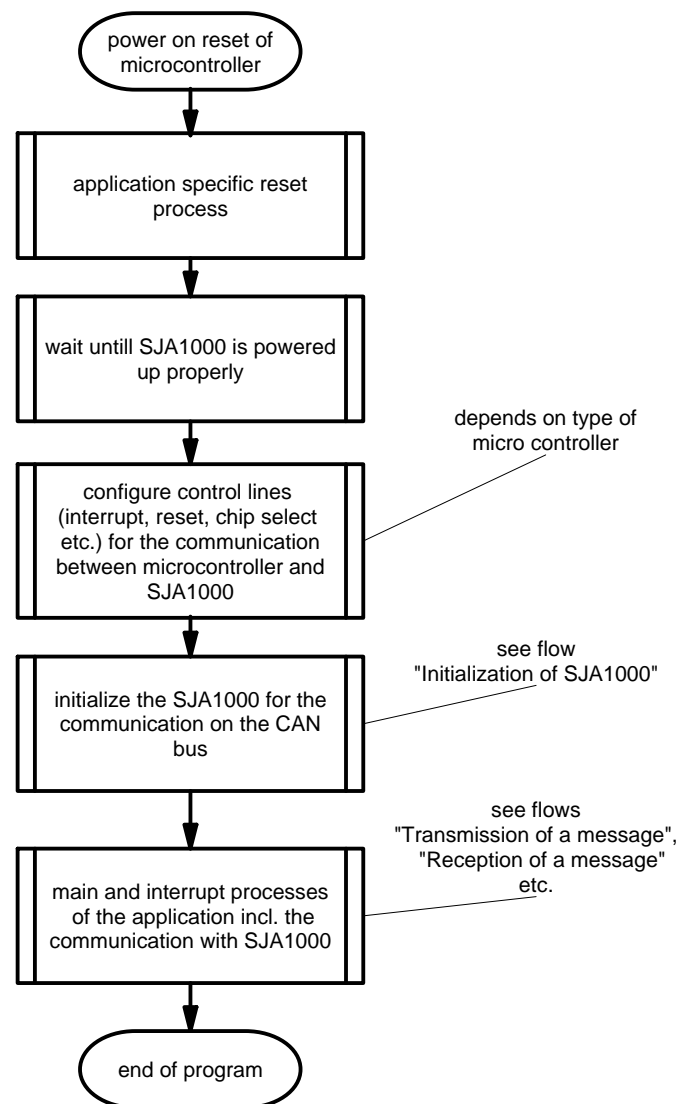 power on reset of
microcontroller
application specific reset
process
wait untill SJA1000 is powered
up properly
depends on type of
micro controller
configure control lines
(interrupt, reset, chip select
etc.) for the communication
between microcontroller and
SJA1000
see flow
"Initialization of SJA1000"
initialize the SJA1000 for the
communication on the CAN
bus
see flows
"Transmission of a message",
"Reception of a message"
etc.
main and interrupt processes
of the application incl. the
communication with SJA1000
end of program